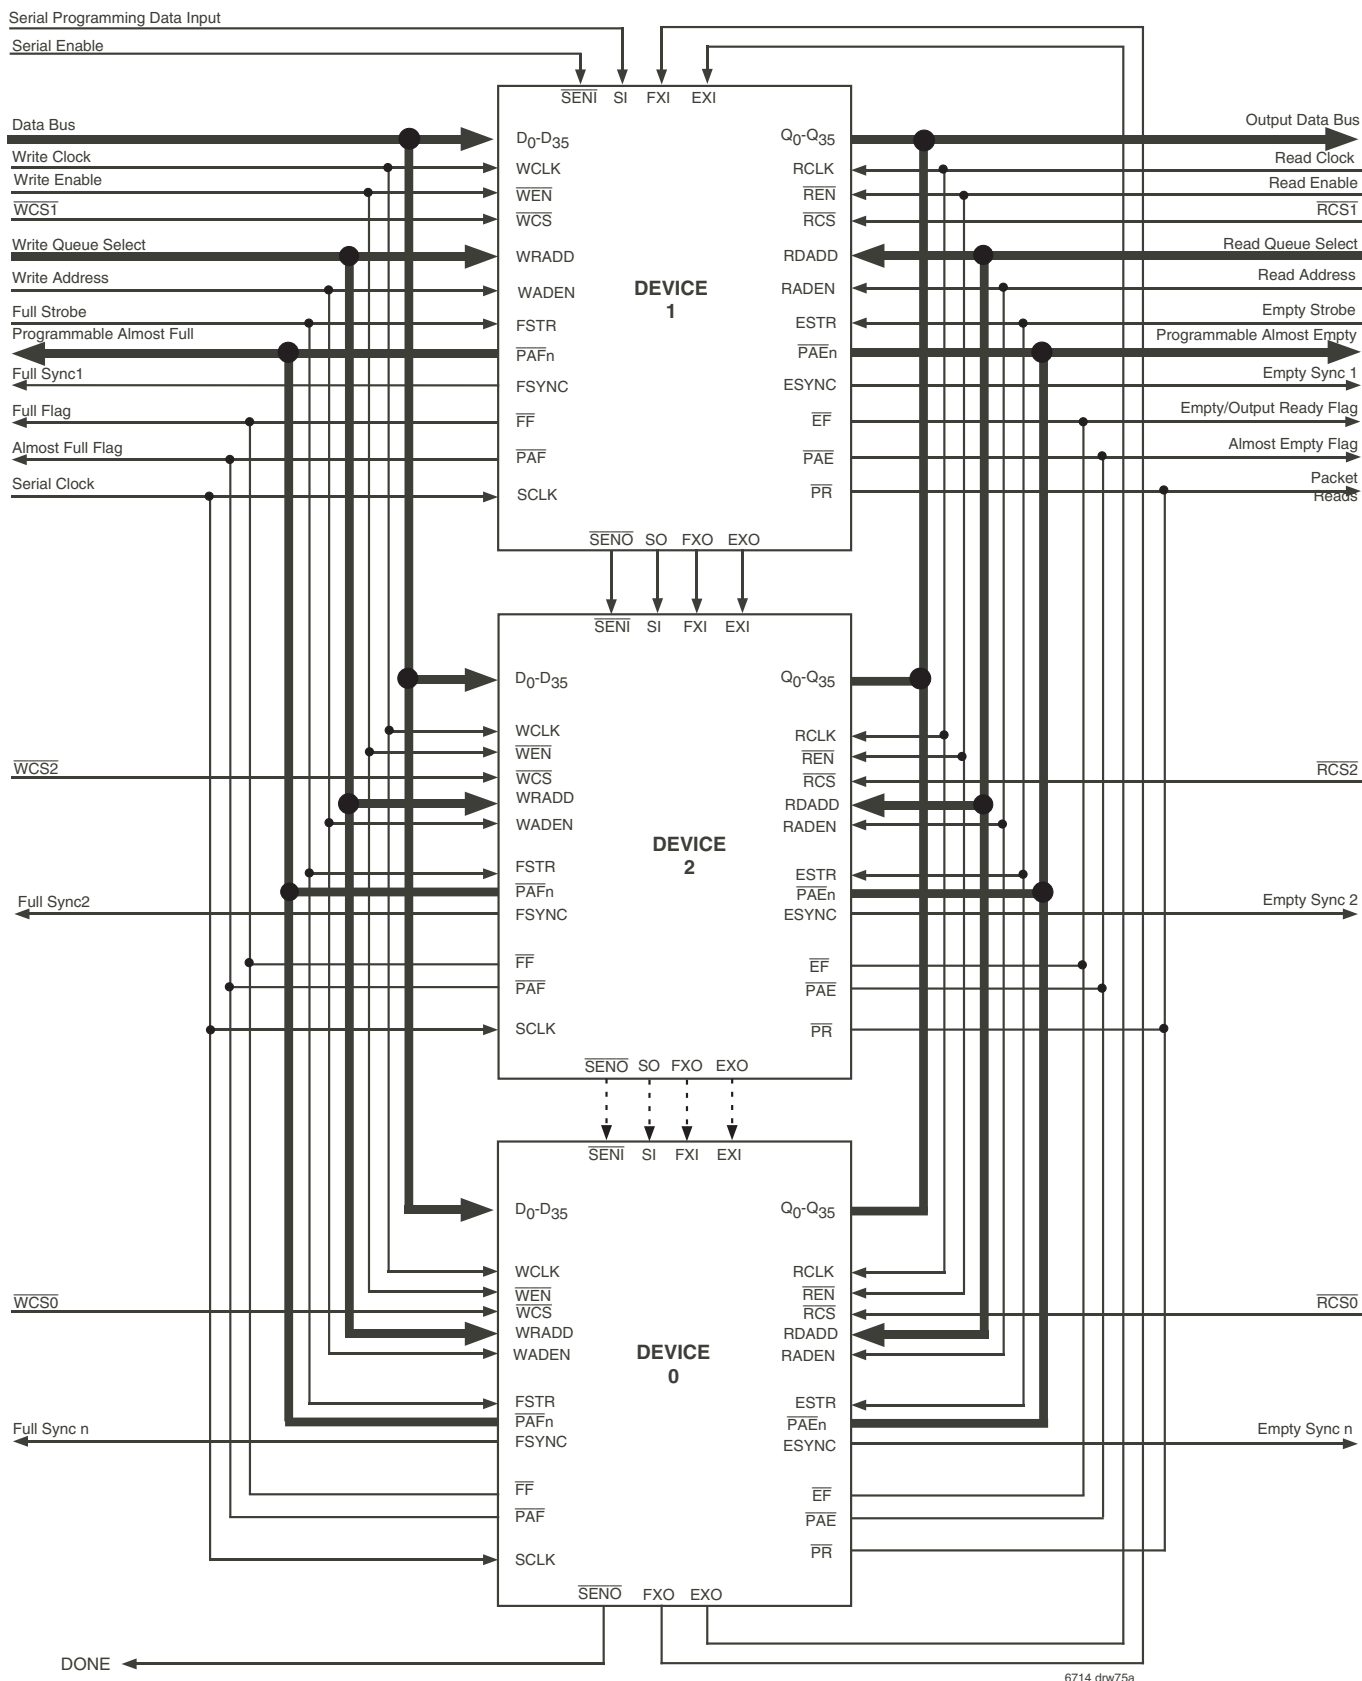 Serial Programming Data Input
Serial Enable
SENI SI FXI EXI
Data Bus D0-D35 Q0-Q35 Output Data Bus
Write Clock WCLK RCLK Read Clock
Write Enable WEN REN Read Enable
WCS1 WCS RCS RCS1
Write Queue Select WRADD RDADD Read Queue Select
Write Address WADEN RADEN Read Address
DEVICE
1
Full Strobe FSTR ESTR Empty Strobe
Programmable Almost Full PAFn PAEn Programmable Almost Empty
Full Sync1 FSYNC ESYNC Empty Sync 1
Full Flag FF EF Empty/Output Ready Flag
Almost Full Flag PAF PAE Almost Empty Flag
Serial Clock SCLK PR Packet
Reads
SENO SO FXO EXO
SENI SI FXI EXI
D0-D35 Q0-Q35
WCLK RCLK
WEN REN
WCS2 WCS RCS RCS2
WRADD RDADD
WADEN RADEN
DEVICE
2
FSTR ESTR
PAFn PAEn
Full Sync2 FSYNC ESYNC Empty Sync 2
FF EF
PAF PAE
SCLK PR
SENO SO FXO EXO
SENI SI FXI EXI
D0-D35 Q0-Q35
WCLK RCLK
WEN REN
WCS0 WCS RCS RCS0
WRADD RDADD
WADEN RADEN
DEVICE
0
FSTR ESTR
PAFn PAEn
Full Sync n FSYNC ESYNC Empty Sync n
FF EF
PAF PAE
SCLK PR
SENO FXO EXO
DONE
6714 drw75a